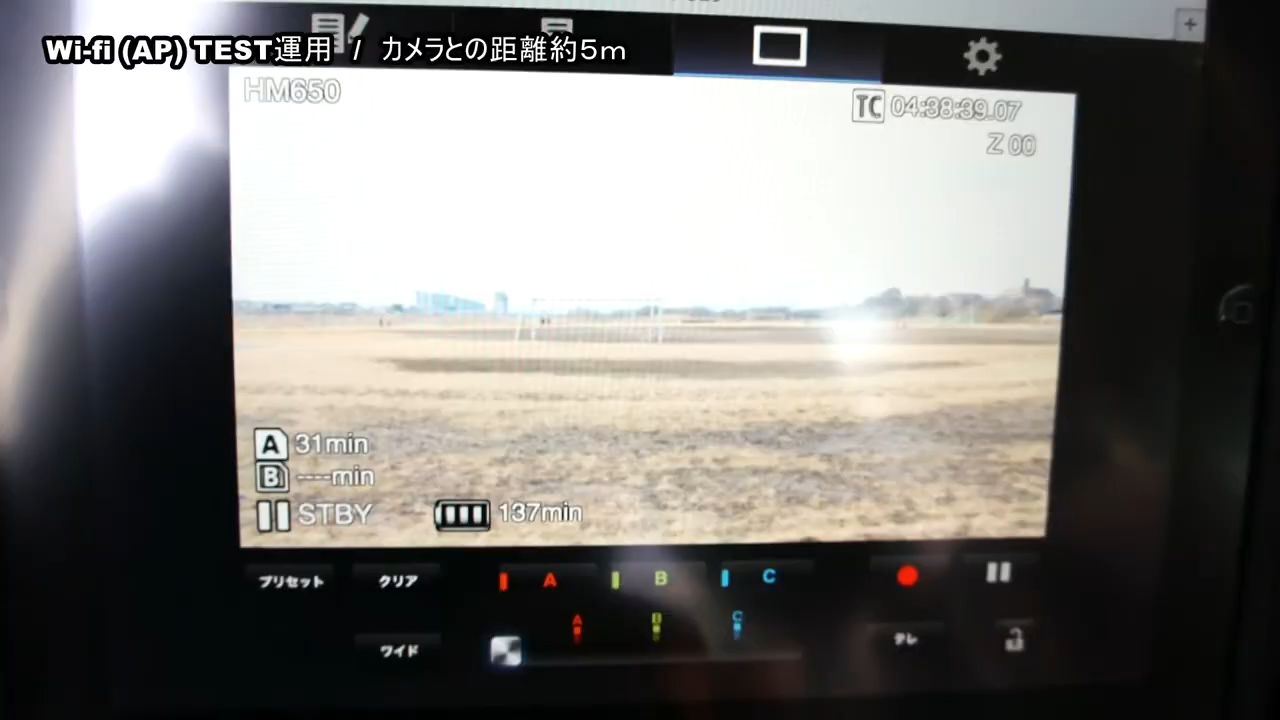 Wi-fi (AP) TEST運用 / カメラとの距離約5m
HM650
TC 04:38:39.07
Z 00
A 31min
B ----min
STBY
137min
プリセット クリア A B C
A B C
ワイド テレ